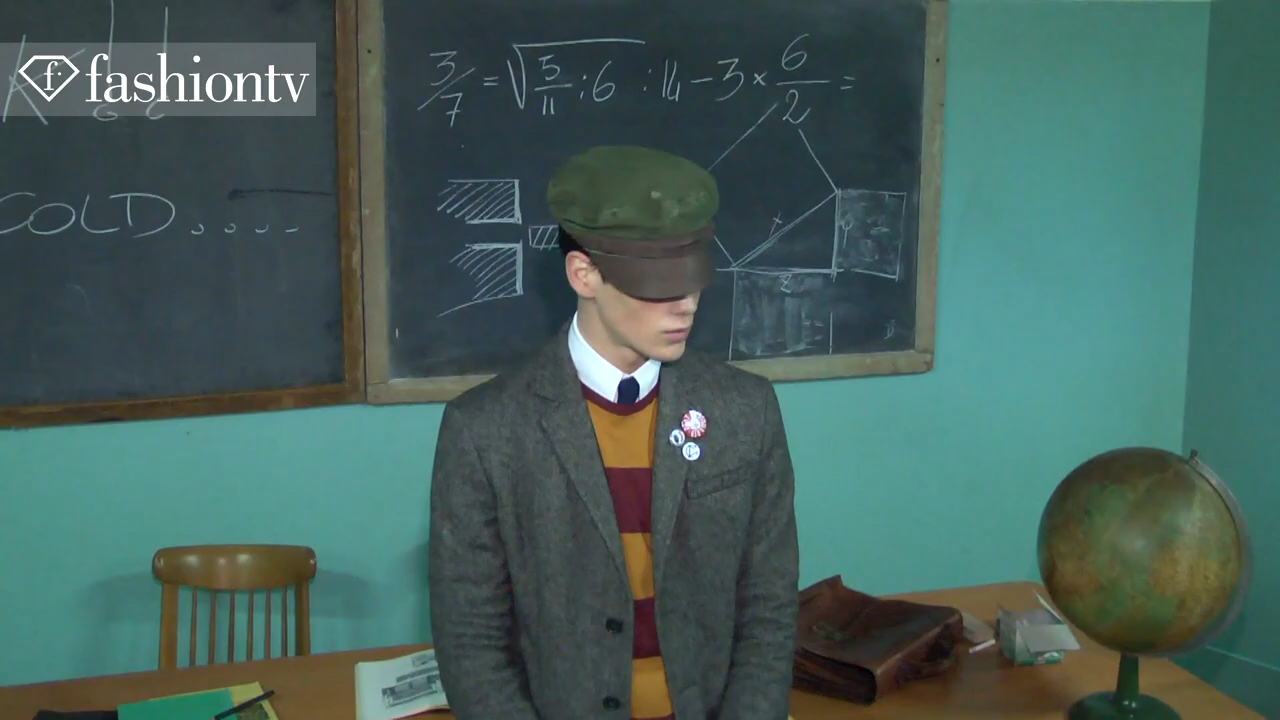 fashiontv
3/7 = √5/11 : 6 : 14 - 3 × 6/2 =
COLD....
x
y
z